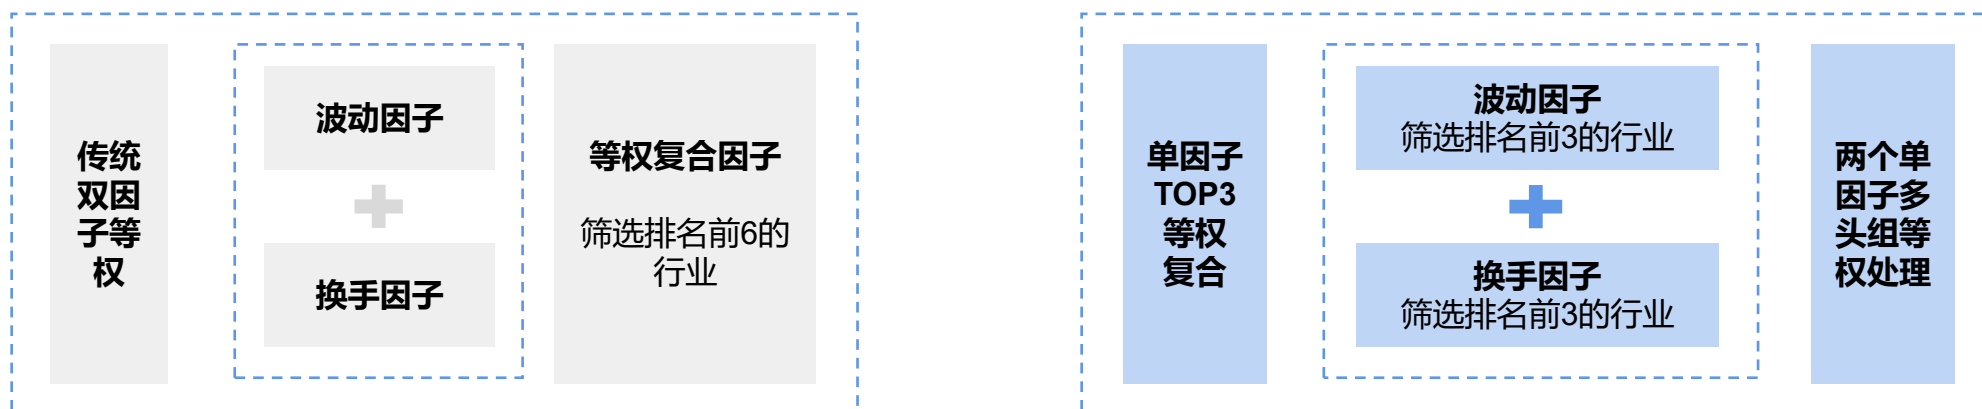 传统
双因
子等
权
波动因子
换手因子
等权复合因子
筛选排名前6的
行业
单因子
TOP3
等权
复合
波动因子
筛选排名前3的行业
换手因子
筛选排名前3的行业
两个单
因子多
头组等
权处理